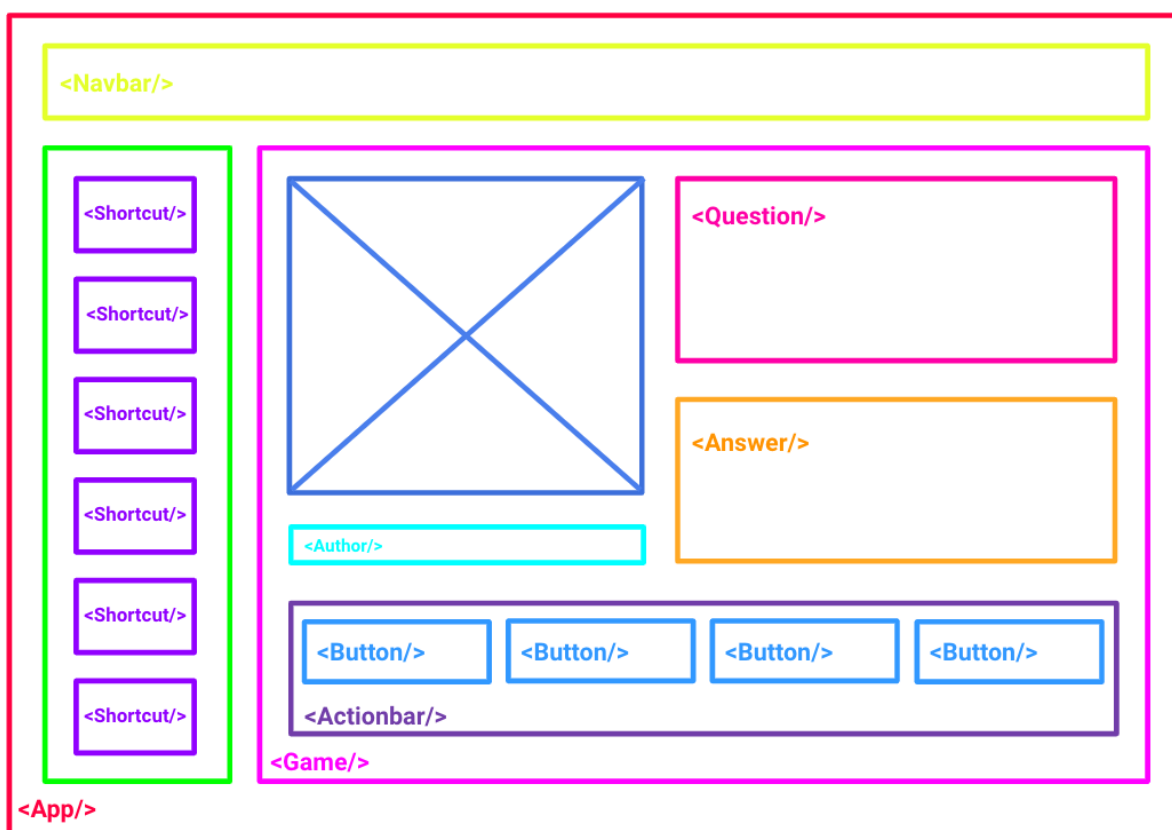 <Navbar/>
<Shortcut/>
<Shortcut/>
<Shortcut/>
<Shortcut/>
<Shortcut/>
<Shortcut/>
<Question/>
<Answer/>
<Author/>
<Button/> <Button/> <Button/> <Button/>
<Actionbar/>
<Game/>
<App/>